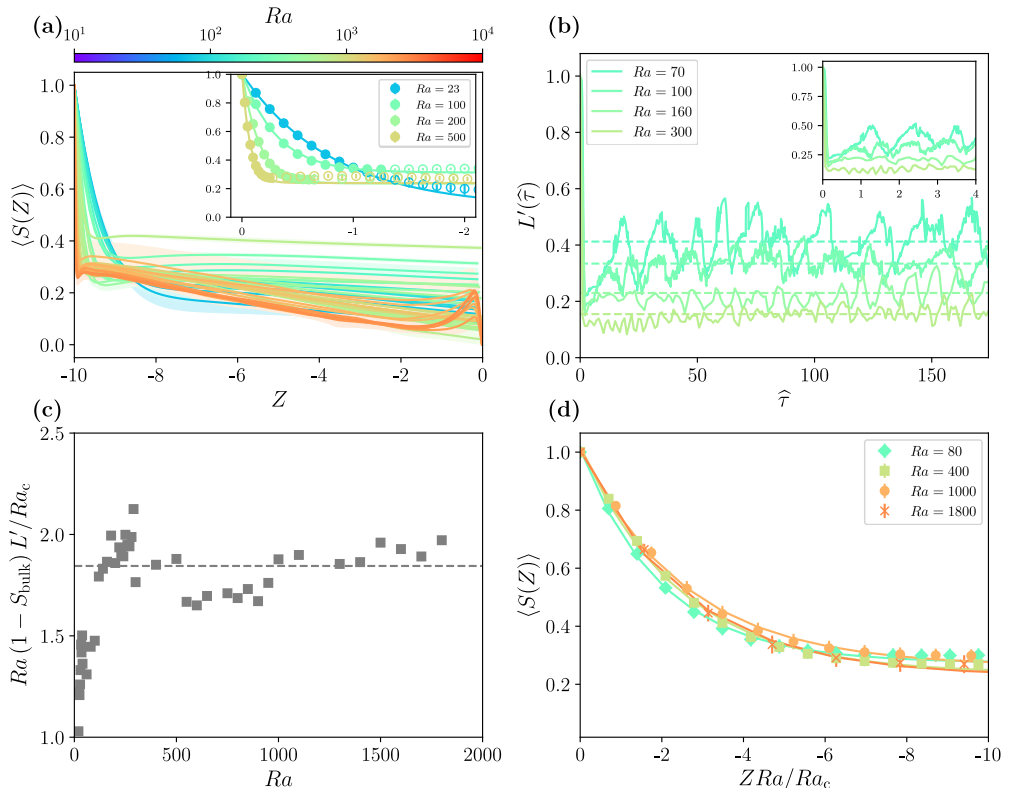 (a)
Ra
10^1 10^2 10^3 10^4
⟨S(Z)⟩
1.0
0.8
0.6
0.4
0.2
0.0
-10 -8 -6 -4 -2 0
Z
1.0
0.8
0.6
0.4
0.2
0.0
0 -1 -2
Ra = 23
Ra = 100
Ra = 200
Ra = 500
(b)
L′(τ̂)
1.0
0.8
0.6
0.4
0.2
0.0
0 50 100 150
τ̂
Ra = 70
Ra = 100
Ra = 160
Ra = 300
1.00
0.75
0.50
0.25
0 1 2 3 4
(c)
Ra (1 − S_bulk) L′/Ra_c
2.5
2.0
1.5
1.0
0 500 1000 1500 2000
Ra
(d)
⟨S(Z)⟩
1.0
0.8
0.6
0.4
0.2
0 -2 -4 -6 -8 -10
Z Ra/Ra_c
Ra = 80
Ra = 400
Ra = 1000
Ra = 1800